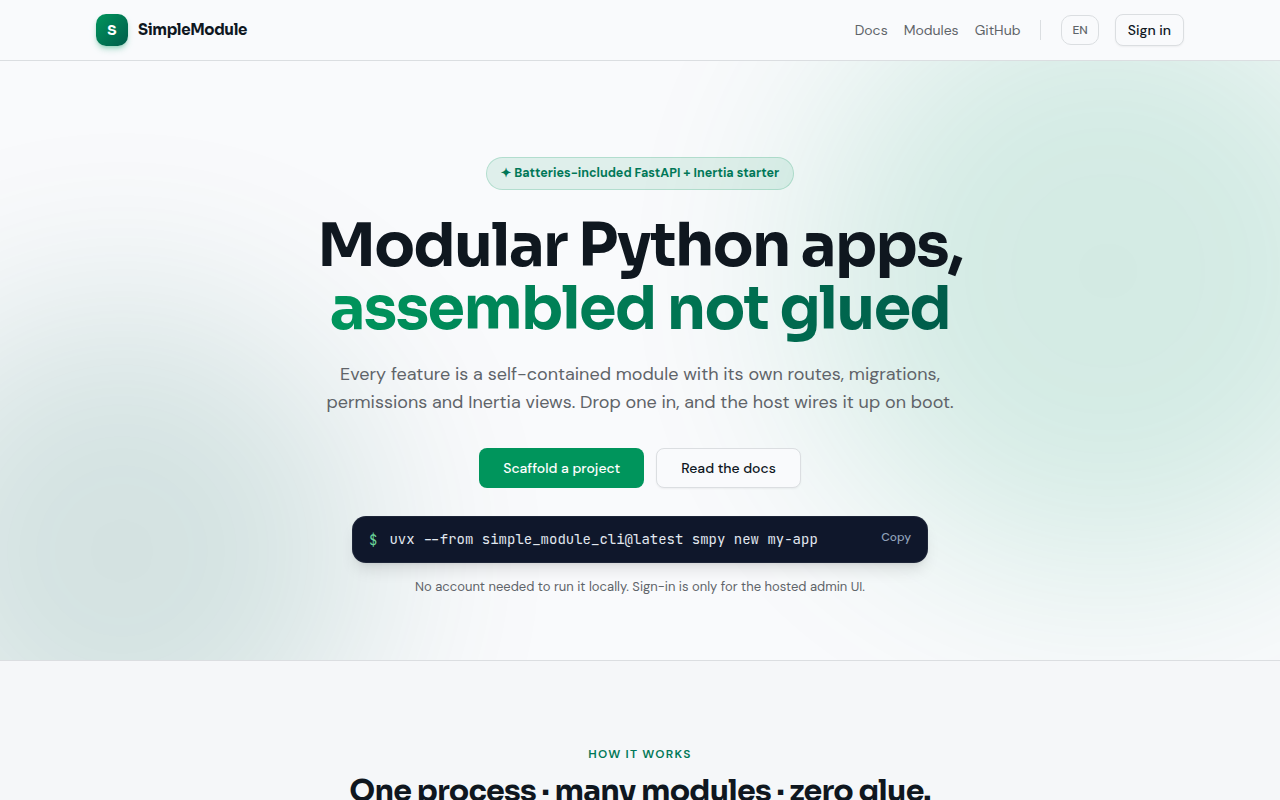 S
SimpleModule
Docs
Modules
GitHub
EN
Sign in
✦ Batteries-included FastAPI + Inertia starter
Modular Python apps,
assembled not glued
Every feature is a self-contained module with its own routes, migrations,
permissions and Inertia views. Drop one in, and the host wires it up on boot.
Scaffold a project
Read the docs
$ uvx --from simple_module_cli@latest smpy new my-app
Copy
No account needed to run it locally. Sign-in is only for the hosted admin UI.
HOW IT WORKS
One process · many modules · zero glue.